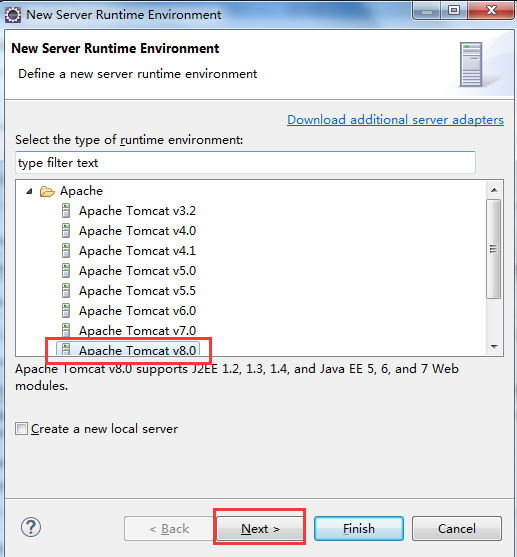 New Server Runtime Environment
New Server Runtime Environment
Define a new server runtime environment
Download additional server adapters
Select the type of runtime environment:
type filter text
Apache
Apache Tomcat v3.2
Apache Tomcat v4.0
Apache Tomcat v4.1
Apache Tomcat v5.0
Apache Tomcat v5.5
Apache Tomcat v6.0
Apache Tomcat v7.0
Apache Tomcat v8.0
Apache Tomcat v8.0 supports J2EE 1.2, 1.3, 1.4, and Java EE 5, 6, and 7 Web
modules.
Create a new local server
? < Back Next > Finish Cancel